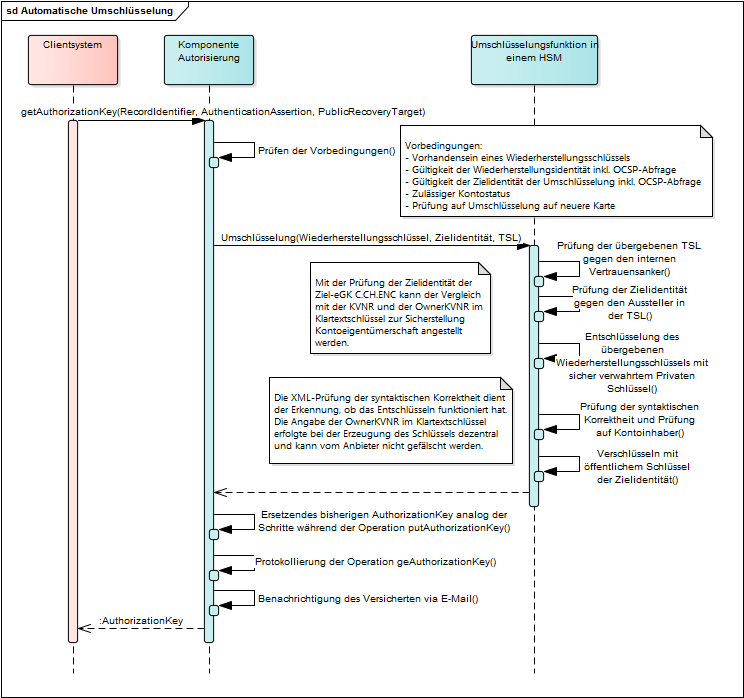 sd Automatische Umschlüsselung
Clientsystem
Komponente
Autorisierung
Umschlüsselungsfunktion in
einem HSM
getAuthorizationKey(RecordIdentifier, AuthenticationAssertion, PublicRecoveryTarget)
Prüfen der Vorbedingungen()
Vorbedingungen:
- Vorhandensein eines Wiederherstellungsschlüssels
- Gültigkeit der Wiederherstellungsidentität inkl. OCSP-Abfrage
- Gültigkeit der Zielidentität der Umschlüselung inkl. OCSP-Abfrage
- Zulässiger Kontostatus
- Prüfung auf Umschlüselung auf neuere Karte
Umschlüselung(Wiederherstellungsschlüssel, Zielidentität, TSL)
Prüfung der übergebenen TSL
gegen den internen
Vertrauensanker()
Mit der Prüfung der Zielidentität der
Ziel-eGK C.CH.ENC kann der Vergleich
mit der KVNR und der OwnerKVNR im
Klartextschlüssel zur Sicherstellung
Kontoeigentümerschaft angestellt
werden.
Prüfung der Zielidentität
gegen den Aussteller in
der TSL()
Entschlüsselung des
übergebenen
Wiederherstellungsschlüssels mit
sicher verwahrtem Privaten
Schlüssel()
Die XML-Prüfung der syntaktischen Korrektheit dient
der Erkennung, ob das Entschlüseln funktioniert hat.
Die Angabe der OwnerKVNR im Klartextschlüssel
erfolgte bei der Erzeugung des Schlüssels dezentral
und kann vom Anbieter nicht gefälscht werden.
Prüfung der syntaktischen
Korrektheit und Prüfung
auf Kontoinhaber()
Verschlüseln mit
öffentlichem Schlüssel
der Zielidentität()
Ersetzendes bisherigen AuthorizationKey analog der
Schritte während der Operation putAuthorizationKey()
Protokollierung der Operation geAuthorizationKey()
Benachrichtigung des Versicherten via E-Mail()
:AuthorizationKey